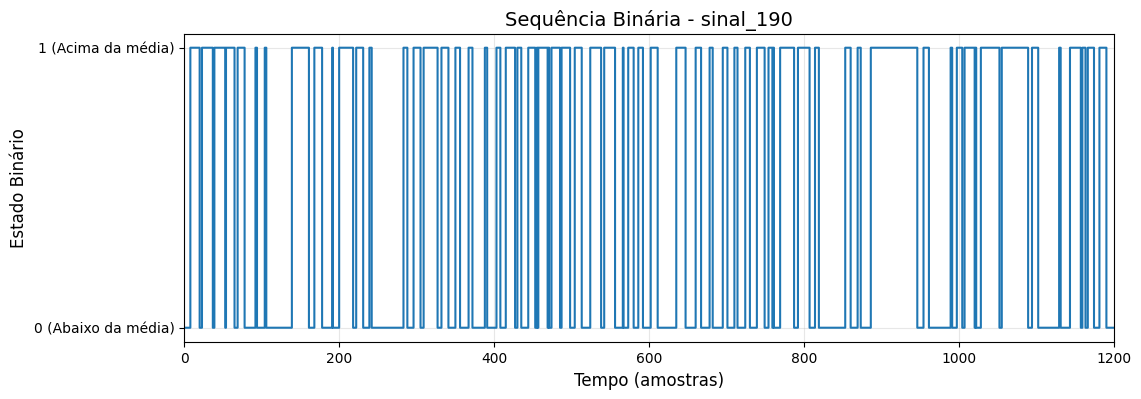 Sequência Binária - sinal_190
Estado Binário
1 (Acima da média)
0 (Abaixo da média)
0 200 400 600 800 1000 1200
Tempo (amostras)